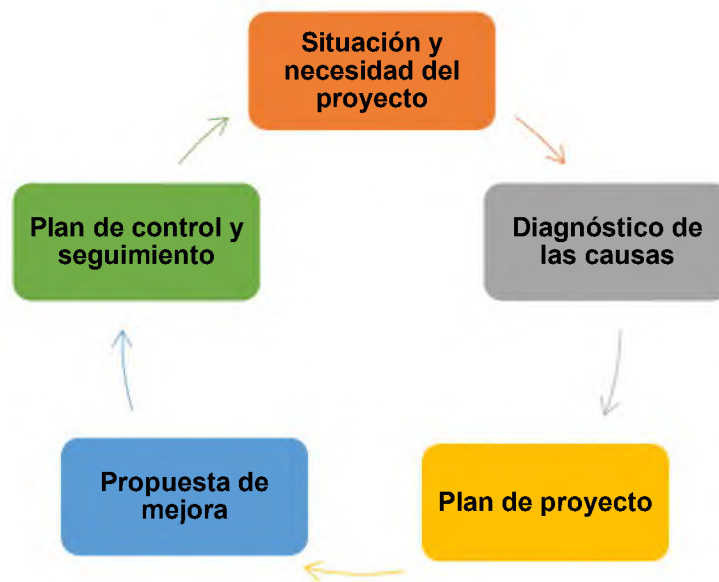 Situación y
necesidad del
proyecto
Diagnóstico de
las causas
Plan de proyecto
Propuesta de
mejora
Plan de control y
seguimiento